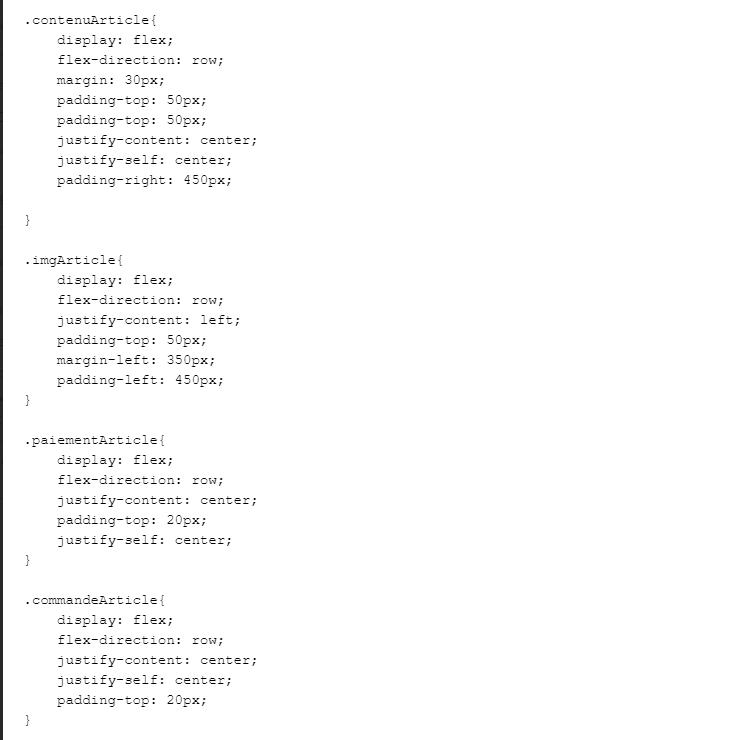 .contenuArticle{
    display: flex;
    flex-direction: row;
    margin: 30px;
    padding-top: 50px;
    padding-top: 50px;
    justify-content: center;
    justify-self: center;
    padding-right: 450px;

}

.imgArticle{
    display: flex;
    flex-direction: row;
    justify-content: left;
    padding-top: 50px;
    margin-left: 350px;
    padding-left: 450px;
}

.paiementArticle{
    display: flex;
    flex-direction: row;
    justify-content: center;
    padding-top: 20px;
    justify-self: center;
}

.commandeArticle{
    display: flex;
    flex-direction: row;
    justify-content: center;
    justify-self: center;
    padding-top: 20px;
}